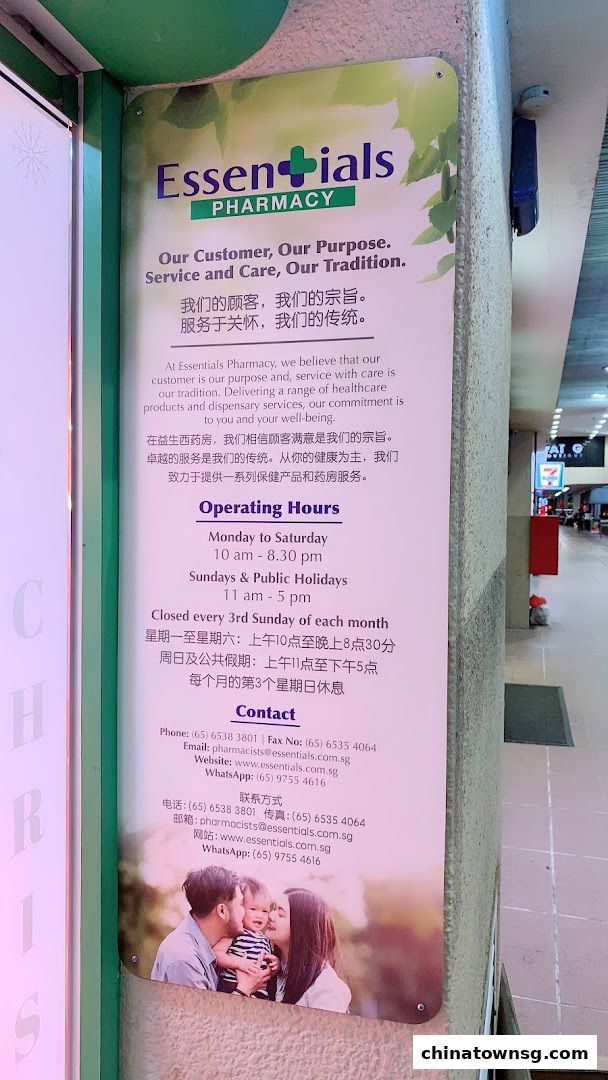 Essentials
PHARMACY
Our Customer, Our Purpose.
Service and Care, Our Tradition.
我们的顾客，我们的宗旨。
服务于关怀，我们的传统。
At Essentials Pharmacy, we believe that our
customer is our purpose and, service with care is
our tradition. Delivering a range of healthcare
products and dispensary services, our commitment is
to you and your well-being.
在益生西药房，我们相信顾客满意是我们的宗旨。
卓越的服务是我们的传统。从你的健康为主，我们
致力于提供一系列保健产品和药房服务。
Operating Hours
Monday to Saturday
10 am - 8.30 pm
Sundays & Public Holidays
11 am - 5 pm
Closed every 3rd Sunday of each month
星期一至星期六：上午10点至晚上8点30分
周日及公共假期：上午11点至下午5点
每个月的第3个星期日休息
Contact
Phone: (65) 6538 3801 | Fax No: (65) 6535 4064
Email: pharmacists@essentials.com.sg
Website: www.essentials.com.sg
WhatsApp: (65) 9755 4616
联系方式
电话：(65) 6538 3801 传真：(65) 6535 4064
邮箱：pharmacists@essentials.com.sg
网站：www.essentials.com.sg
WhatsApp: (65) 9755 4616
CHRIS
chinatownsg.com